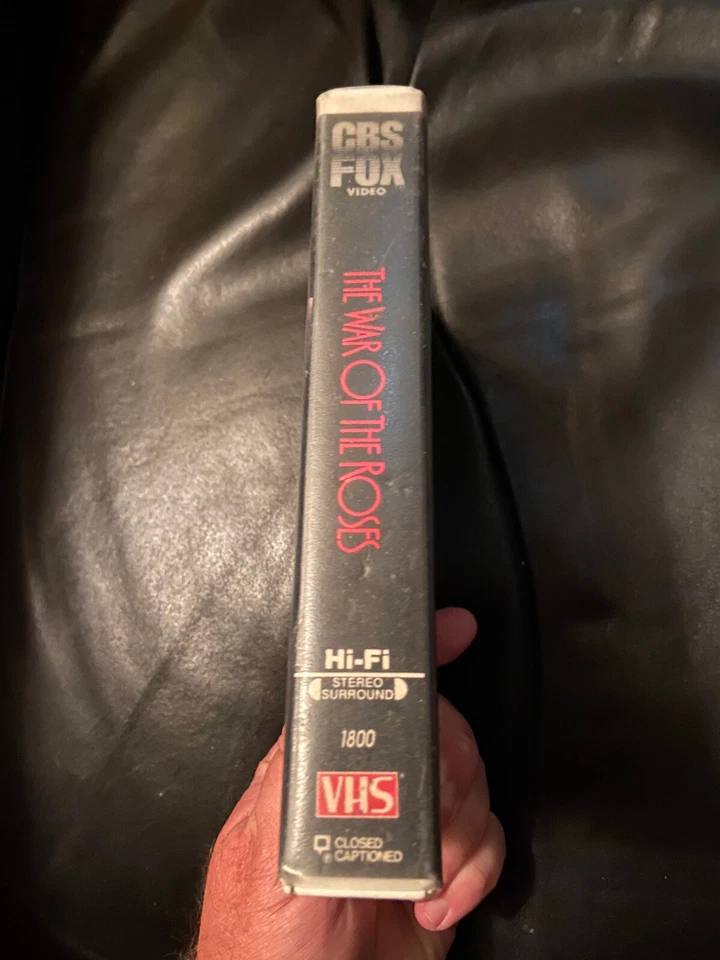 CBS
FOX
VIDEO
THE WAR OF THE ROSES
Hi-Fi
STEREO
SURROUND
1800
VHS
CLOSED
CAPTIONED